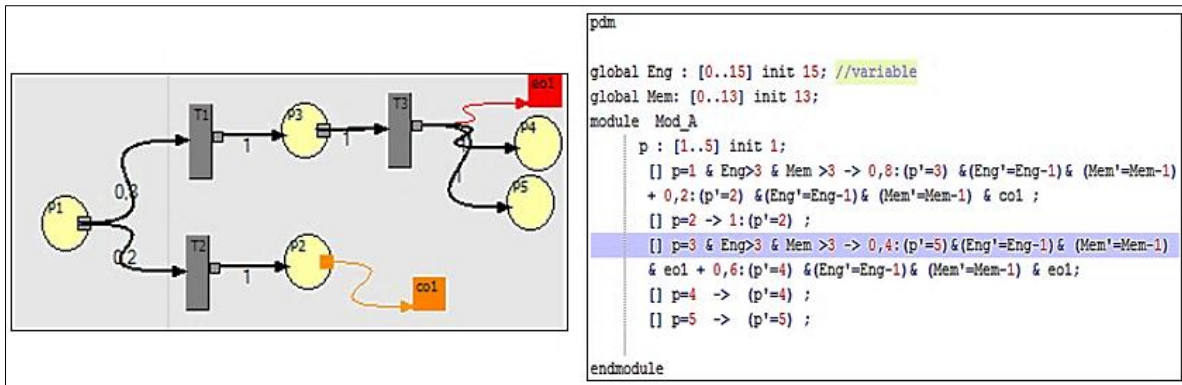 eo1
T1
P3
T3
P4
1
1
1
0,8
P5
P1
0,2
T2
P2
1
co1
pdm
global Eng : [0..15] init 15; //variable
global Mem: [0..13] init 13;
module Mod_A
p : [1..5] init 1;
[] p=1 & Eng>3 & Mem >3 -> 0,8:(p'=3) &(Eng'=Eng-1)& (Mem'=Mem-1)
+ 0,2:(p'=2) &(Eng'=Eng-1)& (Mem'=Mem-1) & co1 ;
[] p=2 -> 1:(p'=2) ;
[] p=3 & Eng>3 & Mem >3 -> 0,4:(p'=5)&(Eng'=Eng-1)& (Mem'=Mem-1)
& eo1 + 0,6:(p'=4) &(Eng'=Eng-1)& (Mem'=Mem-1) & eo1;
[] p=4 -> (p'=4) ;
[] p=5 -> (p'=5) ;
endmodule